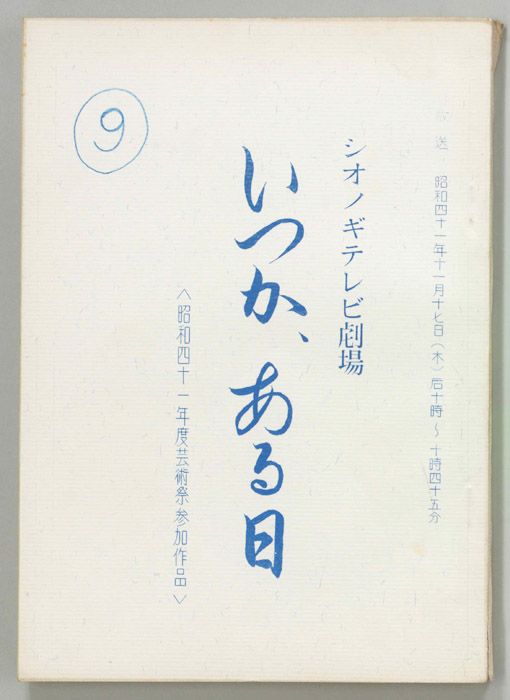 送 昭和四十一年十一月十七日(木)后十時〜十時四十五分
シオノギテレビ劇場
いつか、ある日
〈昭和四十一年度芸術祭参加作品〉
9